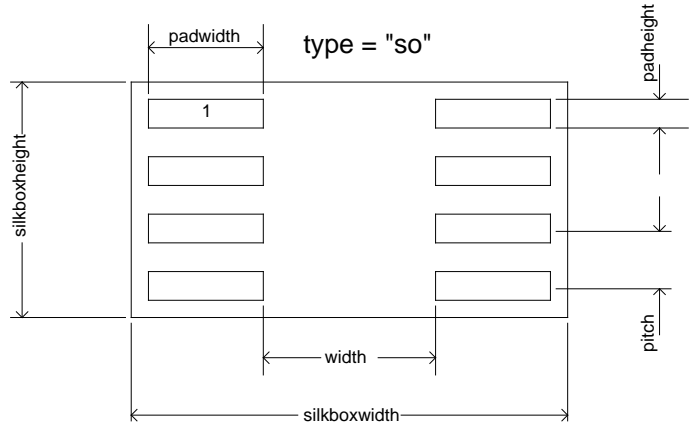 padwidth
type = "so"
padheight
1
silkboxheight
pitch
width
silkboxwidth